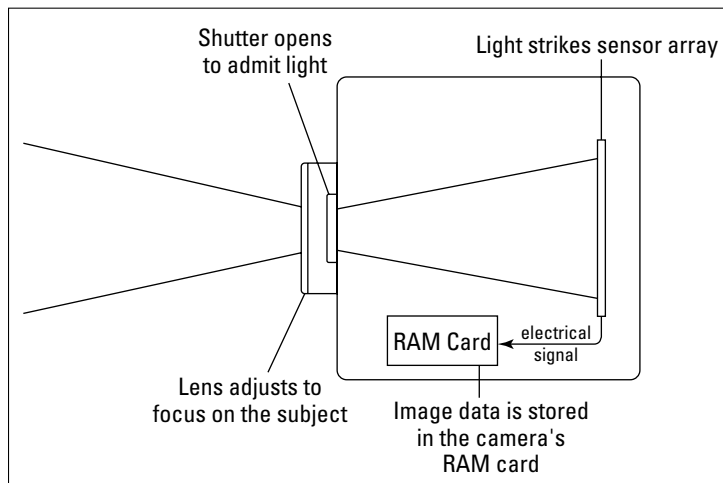 Shutter opens
to admit light
Light strikes sensor array
RAM Card
electrical
signal
Lens adjusts to
focus on the subject
Image data is stored
in the camera's
RAM card